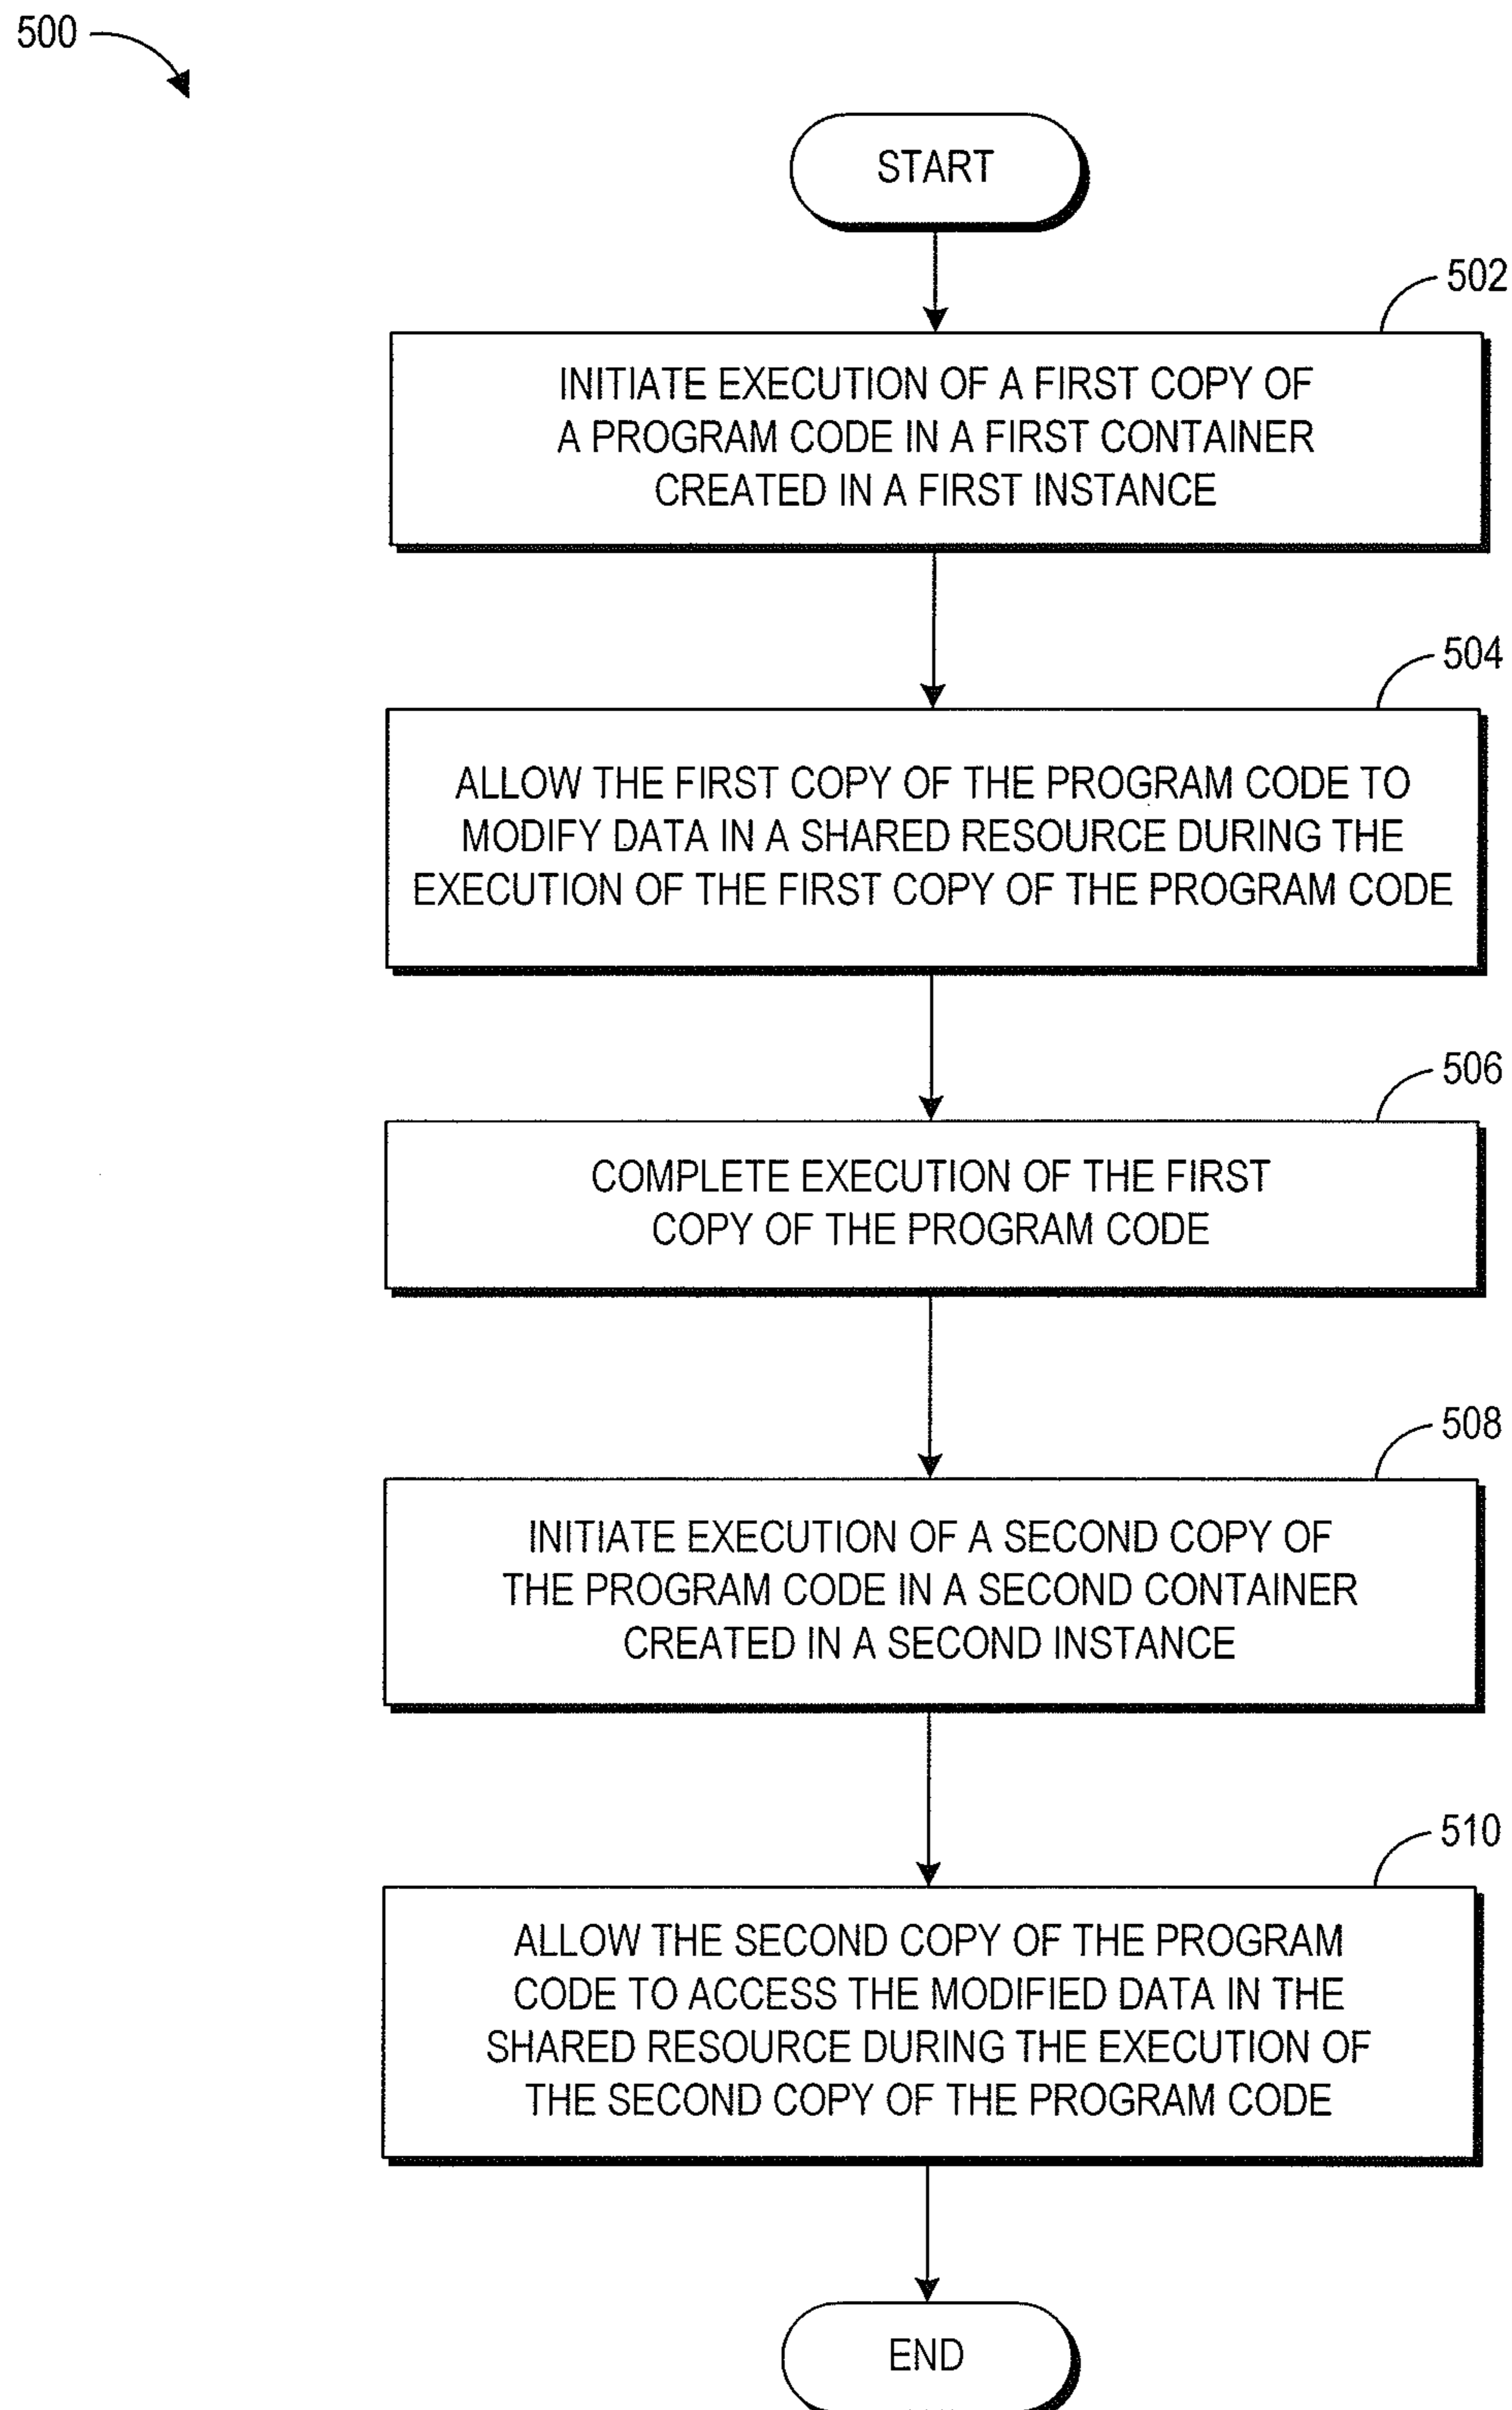 500
START
502
INITIATE EXECUTION OF A FIRST COPY OF
A PROGRAM CODE IN A FIRST CONTAINER
CREATED IN A FIRST INSTANCE
504
ALLOW THE FIRST COPY OF THE PROGRAM CODE TO
MODIFY DATA IN A SHARED RESOURCE DURING THE
EXECUTION OF THE FIRST COPY OF THE PROGRAM CODE
506
COMPLETE EXECUTION OF THE FIRST
COPY OF THE PROGRAM CODE
508
INITIATE EXECUTION OF A SECOND COPY OF
THE PROGRAM CODE IN A SECOND CONTAINER
CREATED IN A SECOND INSTANCE
510
ALLOW THE SECOND COPY OF THE PROGRAM
CODE TO ACCESS THE MODIFIED DATA IN THE
SHARED RESOURCE DURING THE EXECUTION OF
THE SECOND COPY OF THE PROGRAM CODE
END